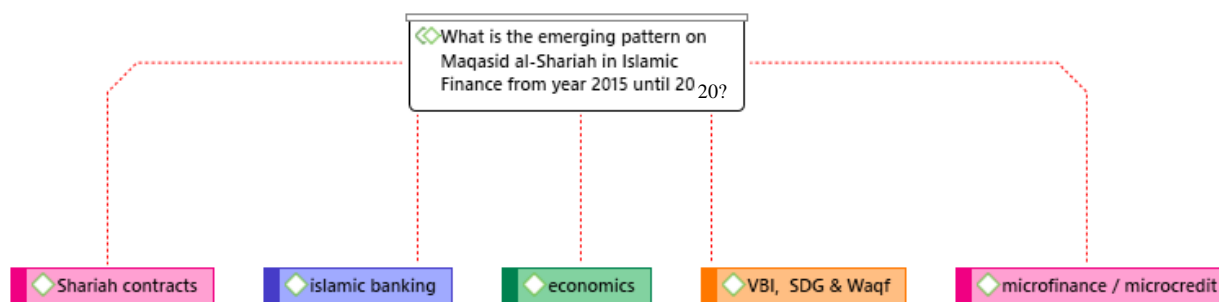 What is the emerging pattern on
Maqasid al-Shariah in Islamic
Finance from year 2015 until 2020?
Shariah contracts
islamic banking
economics
VBI, SDG & Waqf
microfinance / microcredit